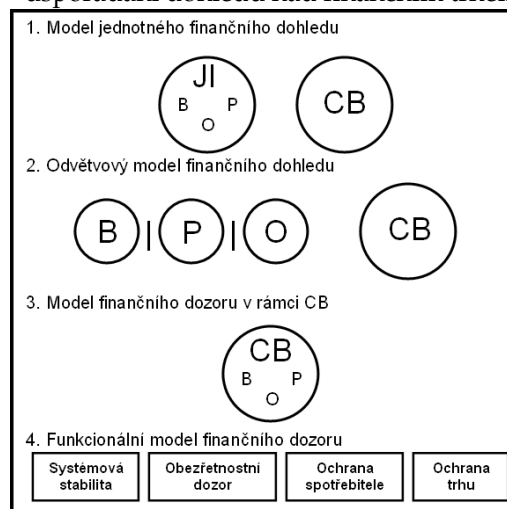 1. Model jednotného finančního dohledu
JI
B P
O
CB
2. Odvětvový model finančního dohledu
B | P | O
CB
3. Model finančního dozoru v rámci CB
CB
B P
O
4. Funkcionální model finančního dozoru
Systémová
stabilita
Obezřetnostní
dozor
Ochrana
spotřebitele
Ochrana
trhu